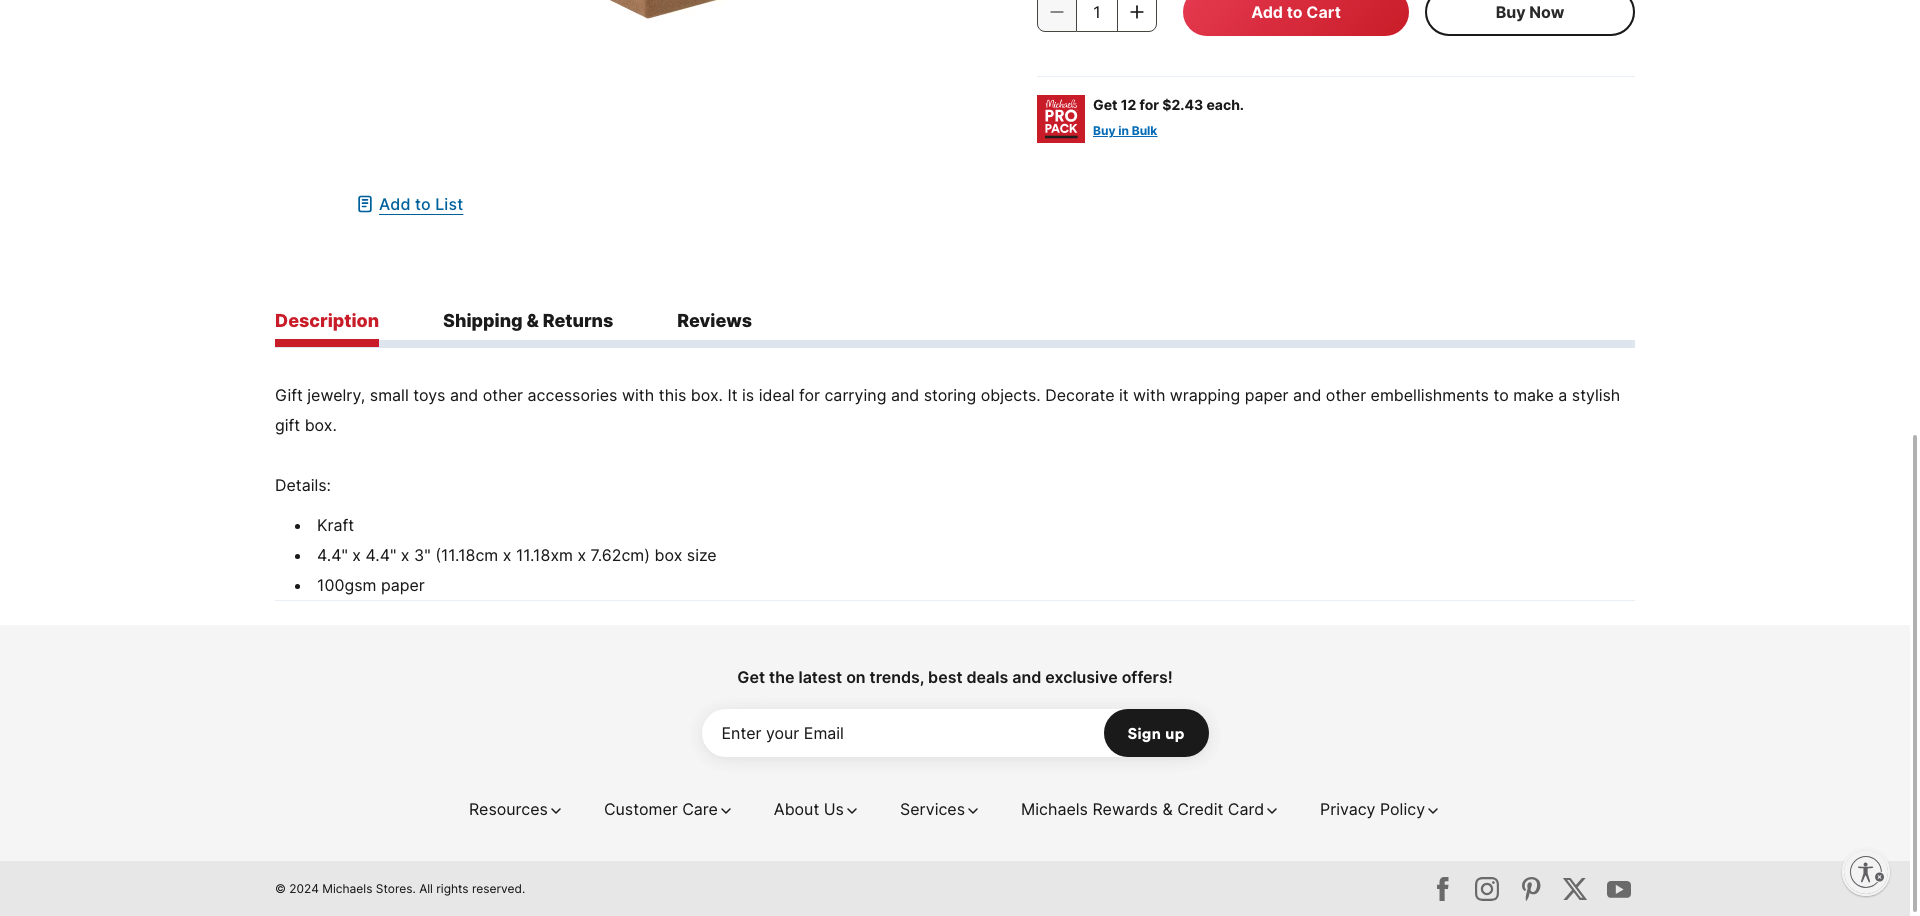 1
Add to Cart
Buy Now
Michaels
PRO
PACK
Get 12 for $2.43 each.
Buy in Bulk
Add to List
Description
Shipping & Returns
Reviews
Gift jewelry, small toys and other accessories with this box. It is ideal for carrying and storing objects. Decorate it with wrapping paper and other embellishments to make a stylish
gift box.
Details:
Kraft
4.4" x 4.4" x 3" (11.18cm x 11.18xm x 7.62cm) box size
100gsm paper
Get the latest on trends, best deals and exclusive offers!
Enter your Email
Sign up
Resources
Customer Care
About Us
Services
Michaels Rewards & Credit Card
Privacy Policy
© 2024 Michaels Stores. All rights reserved.